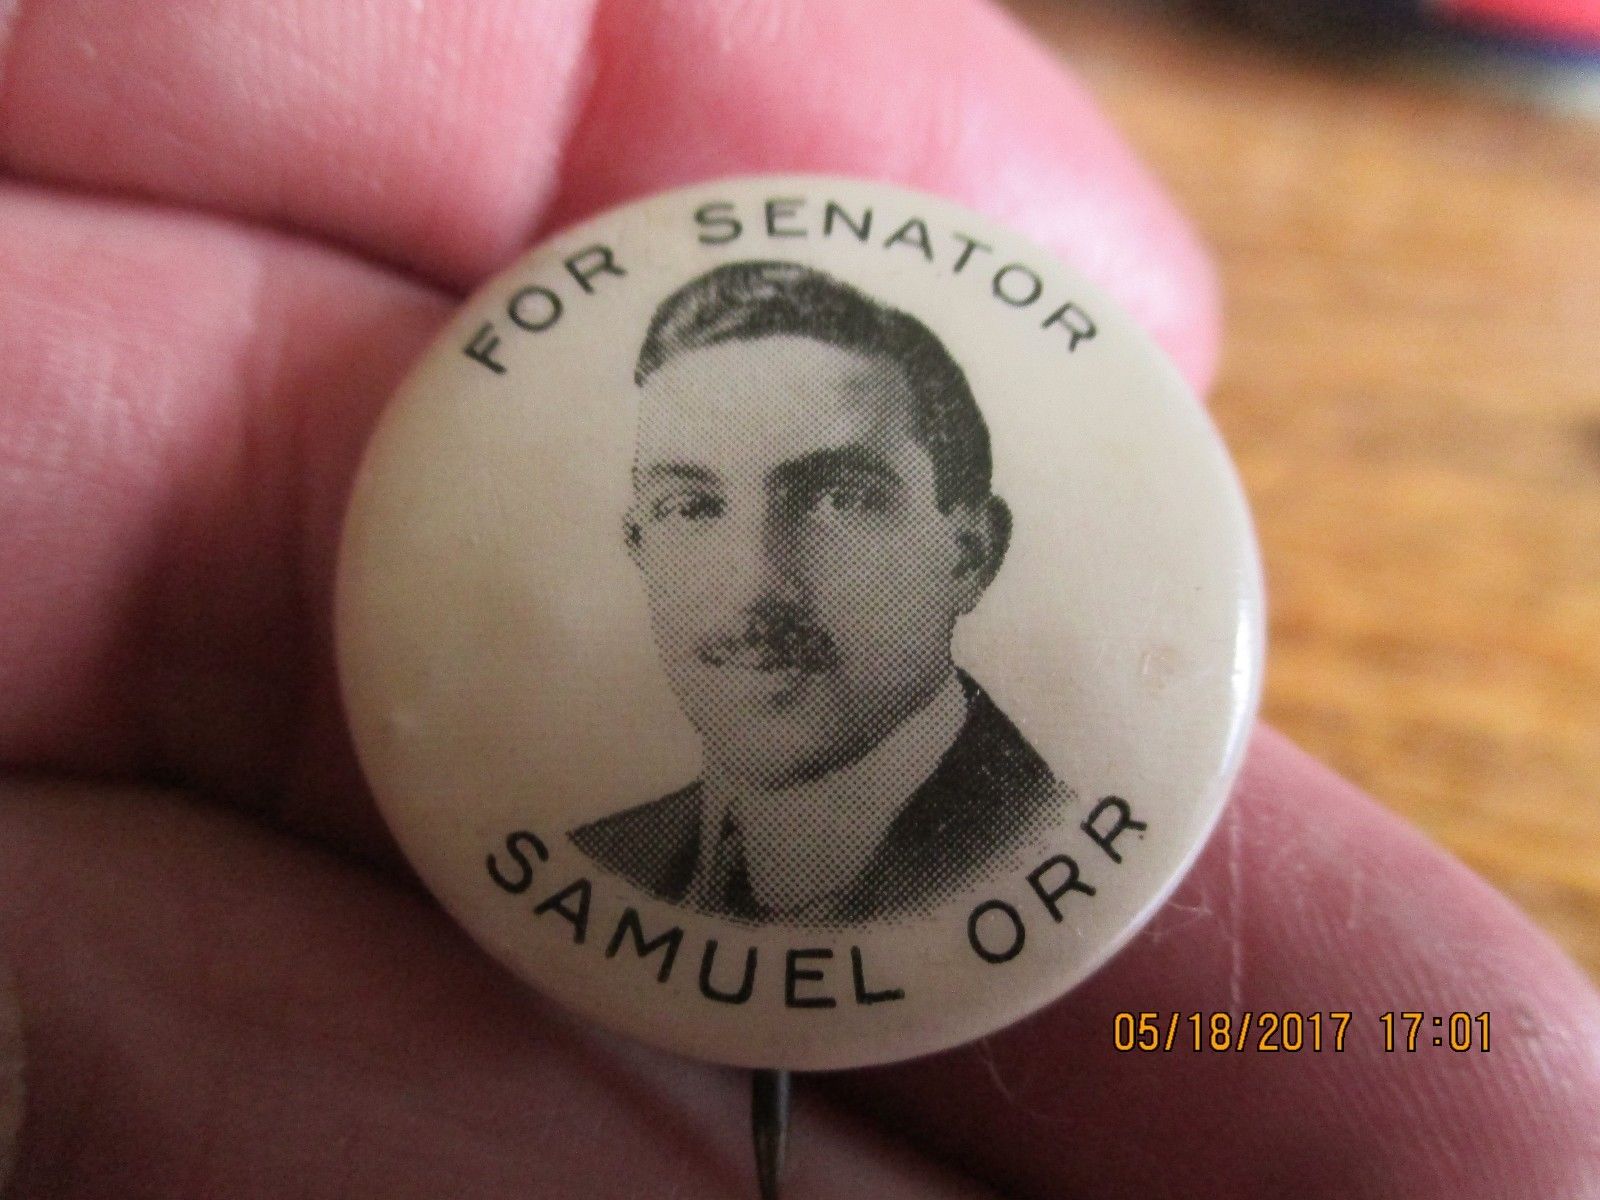 FOR SENATOR
SAMUEL ORR
05/18/2017 17:01